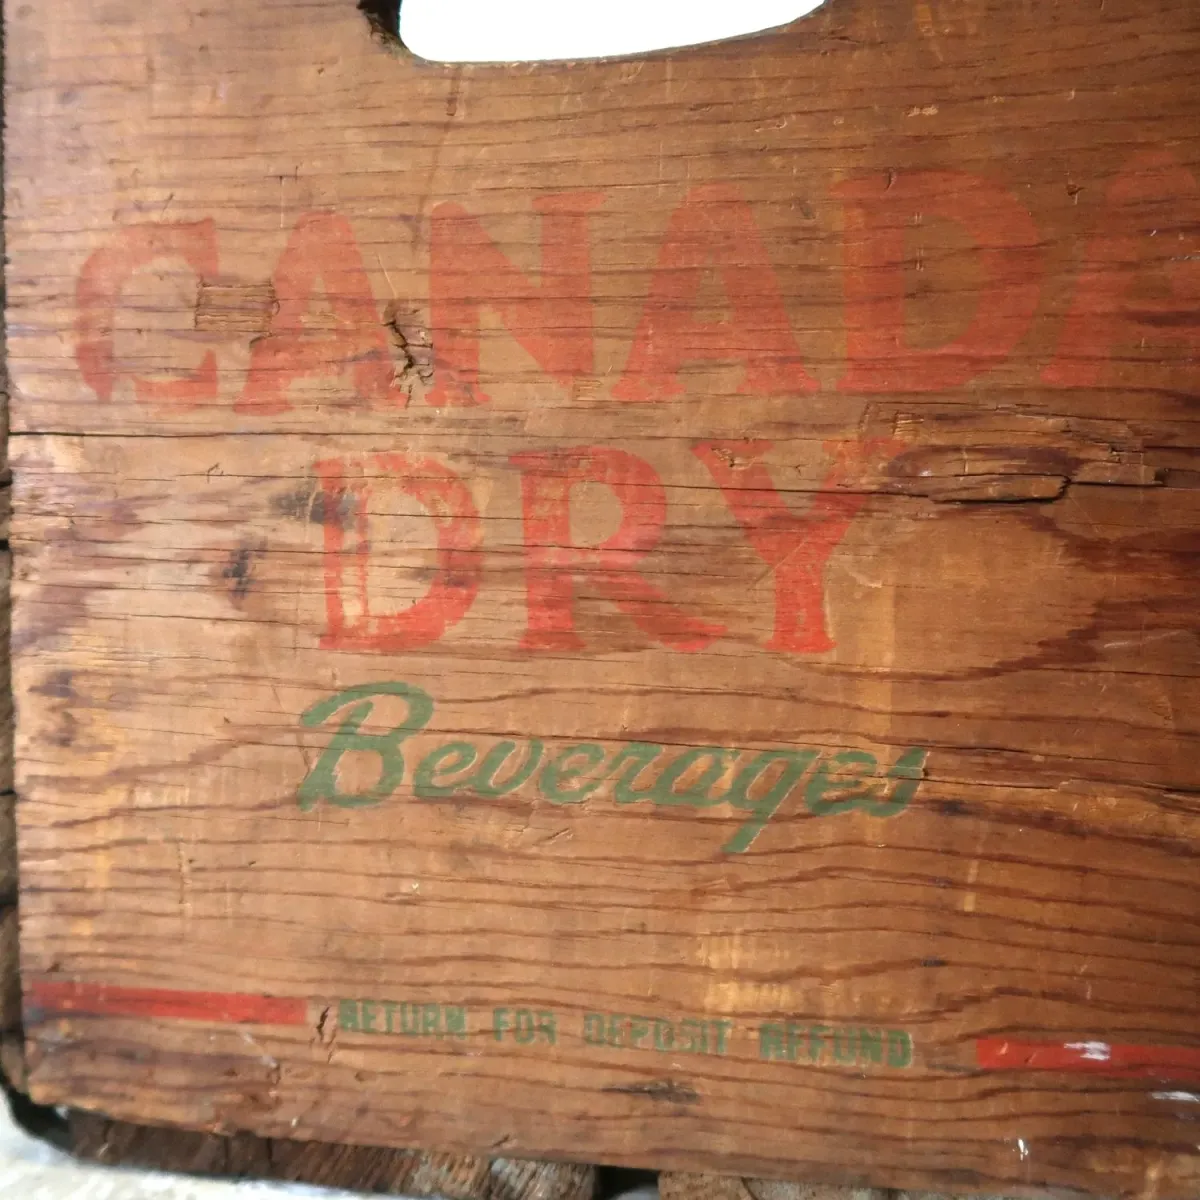 CANADA
DRY
Beverages
RETURN FOR DEPOSIT REFUND